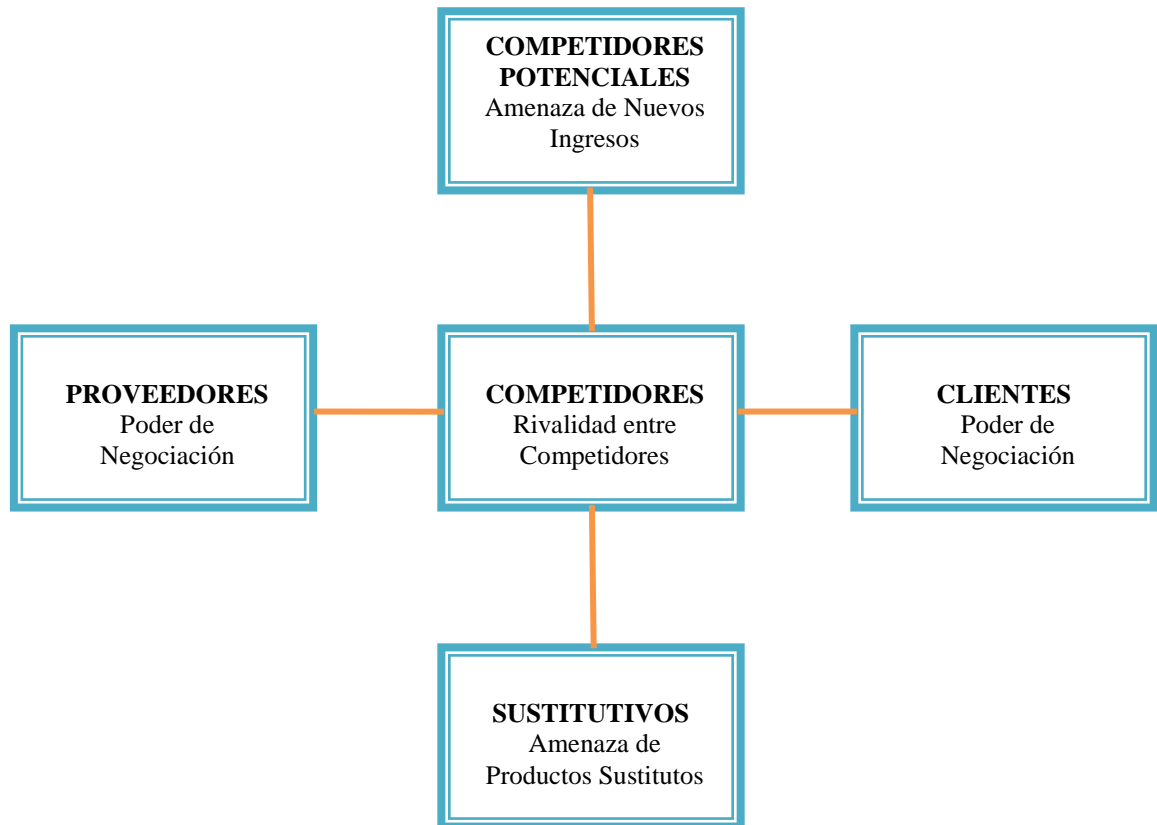 COMPETIDORES
POTENCIALES
Amenaza de Nuevos
Ingresos
PROVEEDORES
Poder de
Negociación
COMPETIDORES
Rivalidad entre
Competidores
CLIENTES
Poder de
Negociación
SUSTITUTIVOS
Amenaza de
Productos Sustitutos